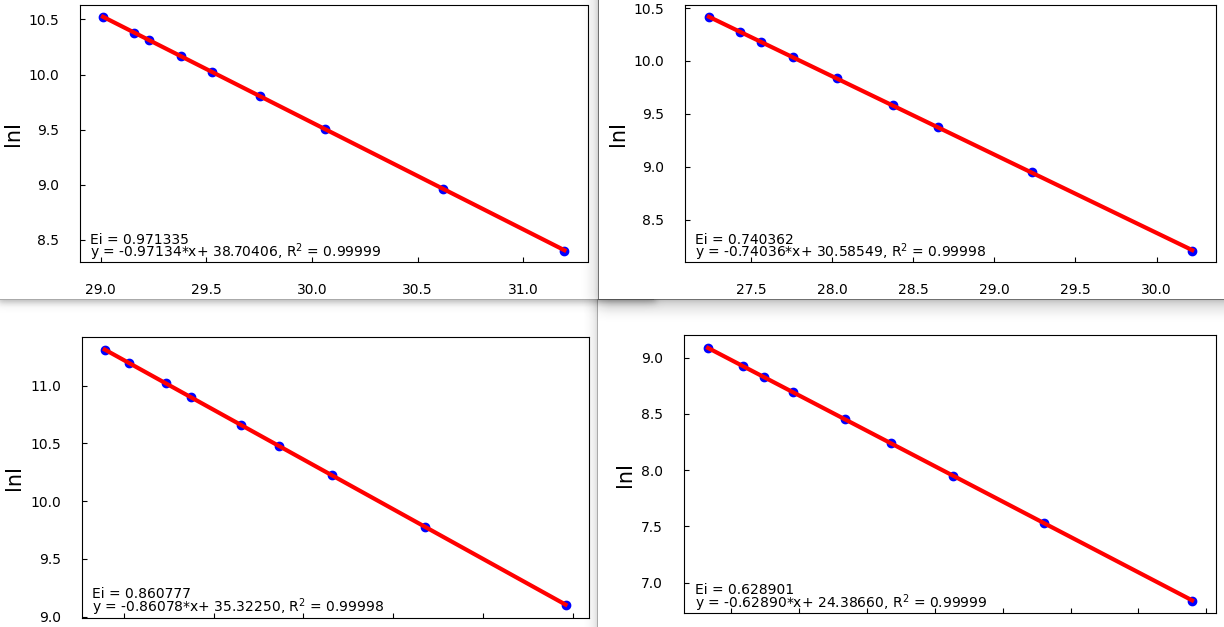 10.5
10.0
9.5
9.0
8.5
lnI
Ei = 0.971335
y = -0.97134*x+ 38.70406, R² = 0.99999
29.0 29.5 30.0 30.5 31.0
10.5
10.0
9.5
9.0
8.5
lnI
Ei = 0.740362
y = -0.74036*x+ 30.58549, R² = 0.99998
27.5 28.0 28.5 29.0 29.5 30.0
11.0
10.5
10.0
9.5
9.0
lnI
Ei = 0.860777
y = -0.86078*x+ 35.32250, R² = 0.99998
9.0
8.5
8.0
7.5
7.0
lnI
Ei = 0.628901
y = -0.62890*x+ 24.38660, R² = 0.99999